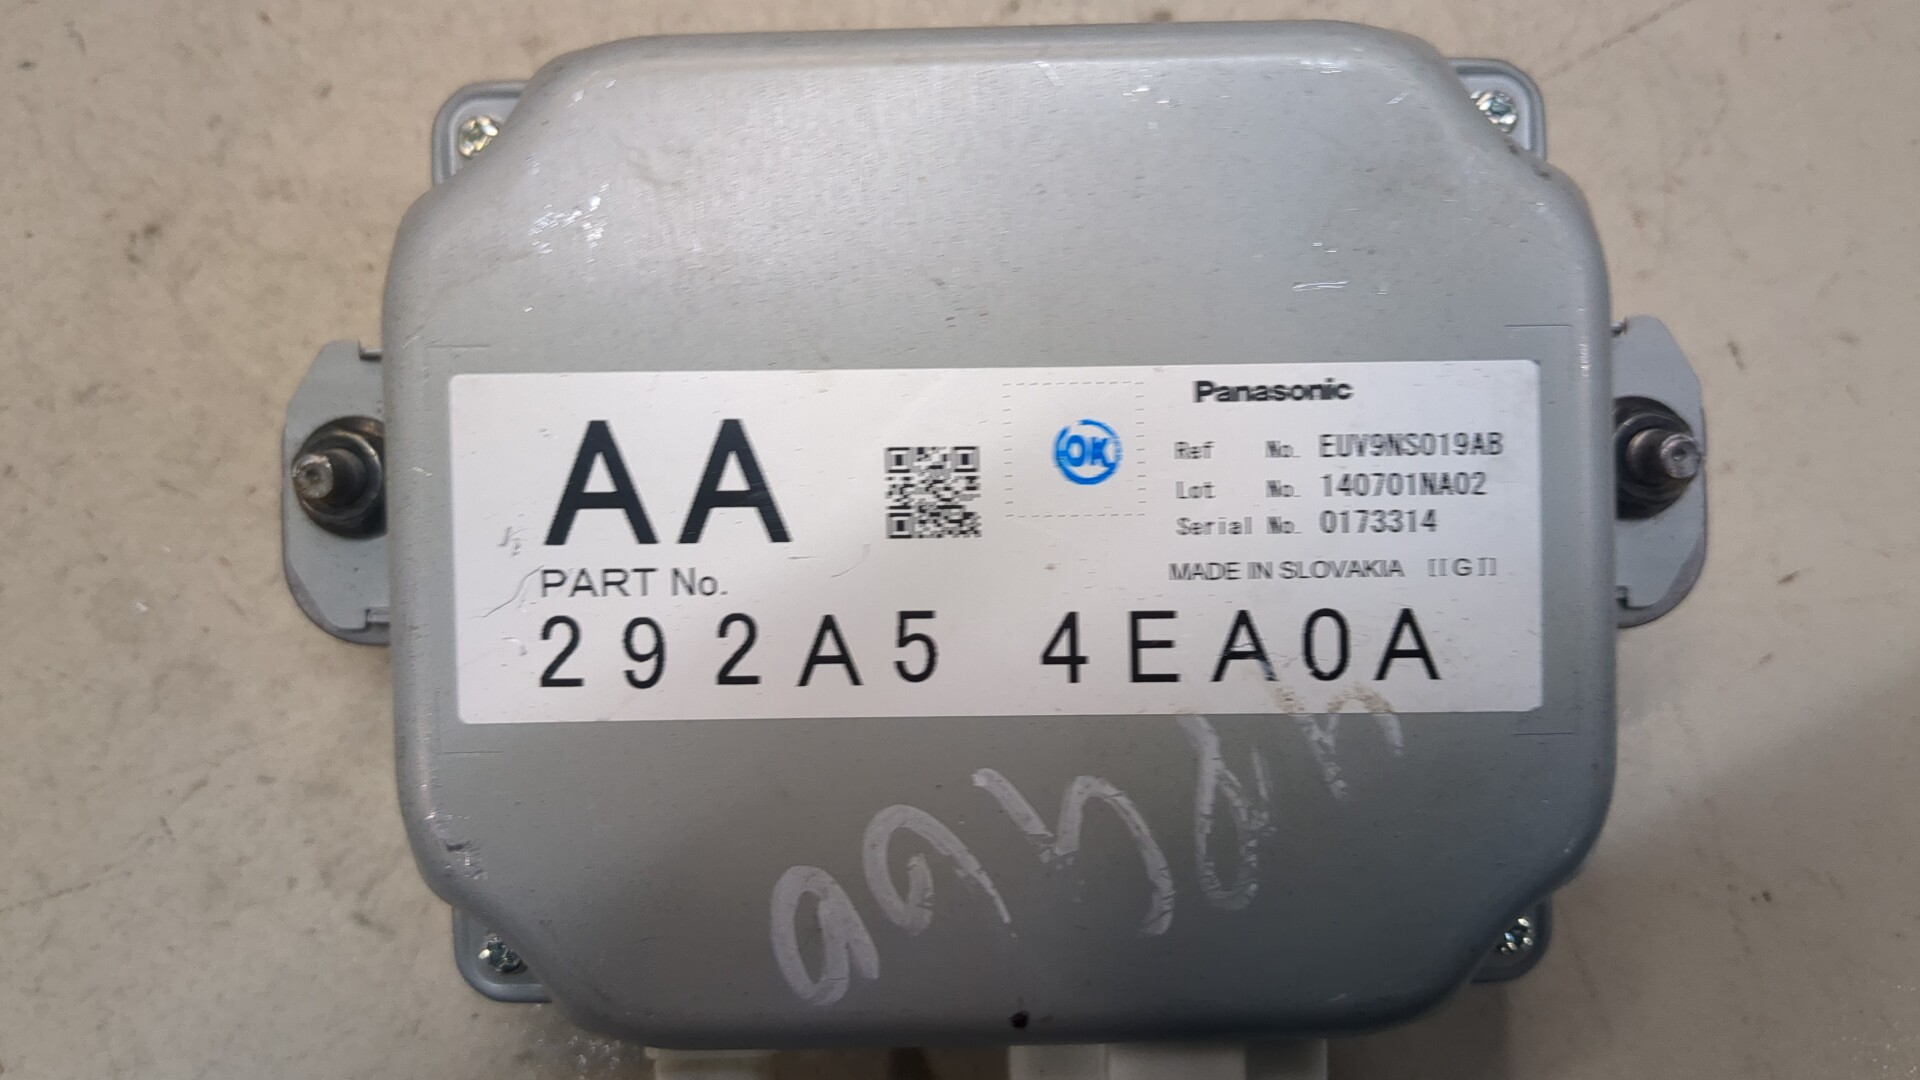 AA
OK
Panasonic
Ref No. EUV9NS019AB
Lot No. 140701NA02
Serial No. 0173314
MADE IN SLOVAKIA [[G]]
PART No.
292A5 4EA0A